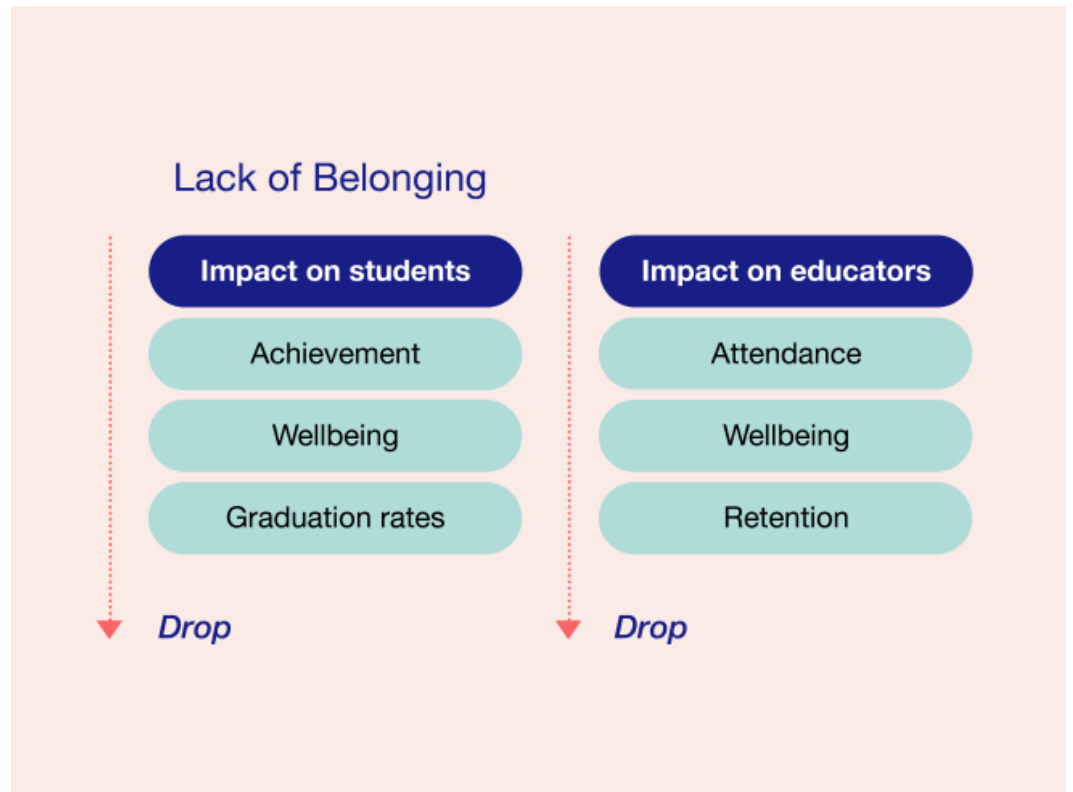 Lack of Belonging
Impact on students
Achievement
Wellbeing
Graduation rates
Drop
Impact on educators
Attendance
Wellbeing
Retention
Drop